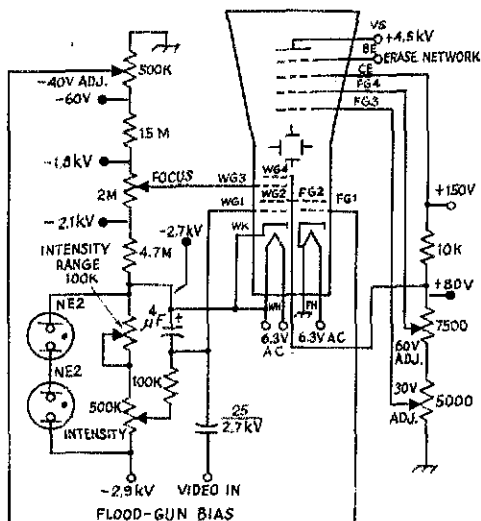 VS
+4.8kV
BE
ERASE NETWORK
CE
FG4
FG3
500K
-40V ADJ.
-60V
1.5 M
-1.8kV
FOCUS
2M
-2.1kV
WG3
WG4
WG2
FG2
WG1
FG1
+150V
4.7M
-2.7kV
WK
10K
INTENSITY
RANGE
100K
+80V
NE2
4
μF
+
WH
FH
6.3V
AC
6.3V AC
7500
60V
ADJ.
NE2
100K
30V
ADJ.
5000
500K
INTENSITY
25
2.7kV
-2.9kV
VIDEO IN
FLOOD-GUN BIAS